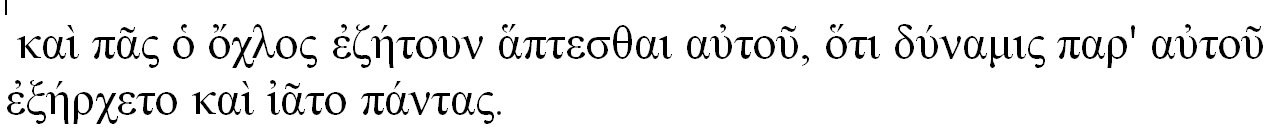 καὶ πᾶς ὁ ὄχλος ἐζήτουν ἅπτεσθαι αὐτοῦ, ὅτι δύναμις παρ' αὐτοῦ
ἐξήρχετο καὶ ἰᾶτο πάντας.